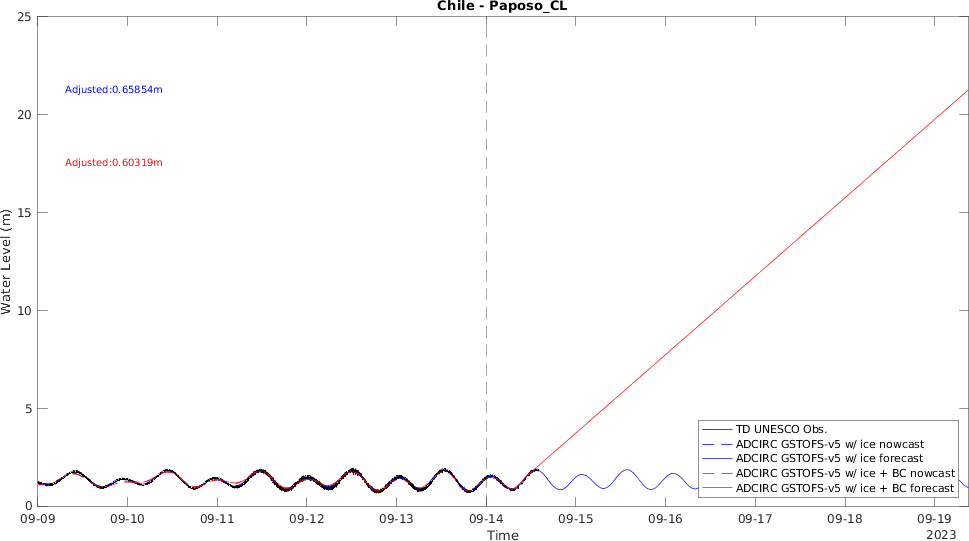 Chile - Paposo_CL
25
20
15
10
5
0
Water Level (m)
Adjusted:0.65854m
Adjusted:0.60319m
TD UNESCO Obs.
ADCIRC GSTOFS-v5 w/ ice nowcast
ADCIRC GSTOFS-v5 w/ ice forecast
ADCIRC GSTOFS-v5 w/ ice + BC nowcast
ADCIRC GSTOFS-v5 w/ ice + BC forecast
09-09 09-10 09-11 09-12 09-13 09-14 09-15 09-16 09-17 09-18 09-19
2023
Time